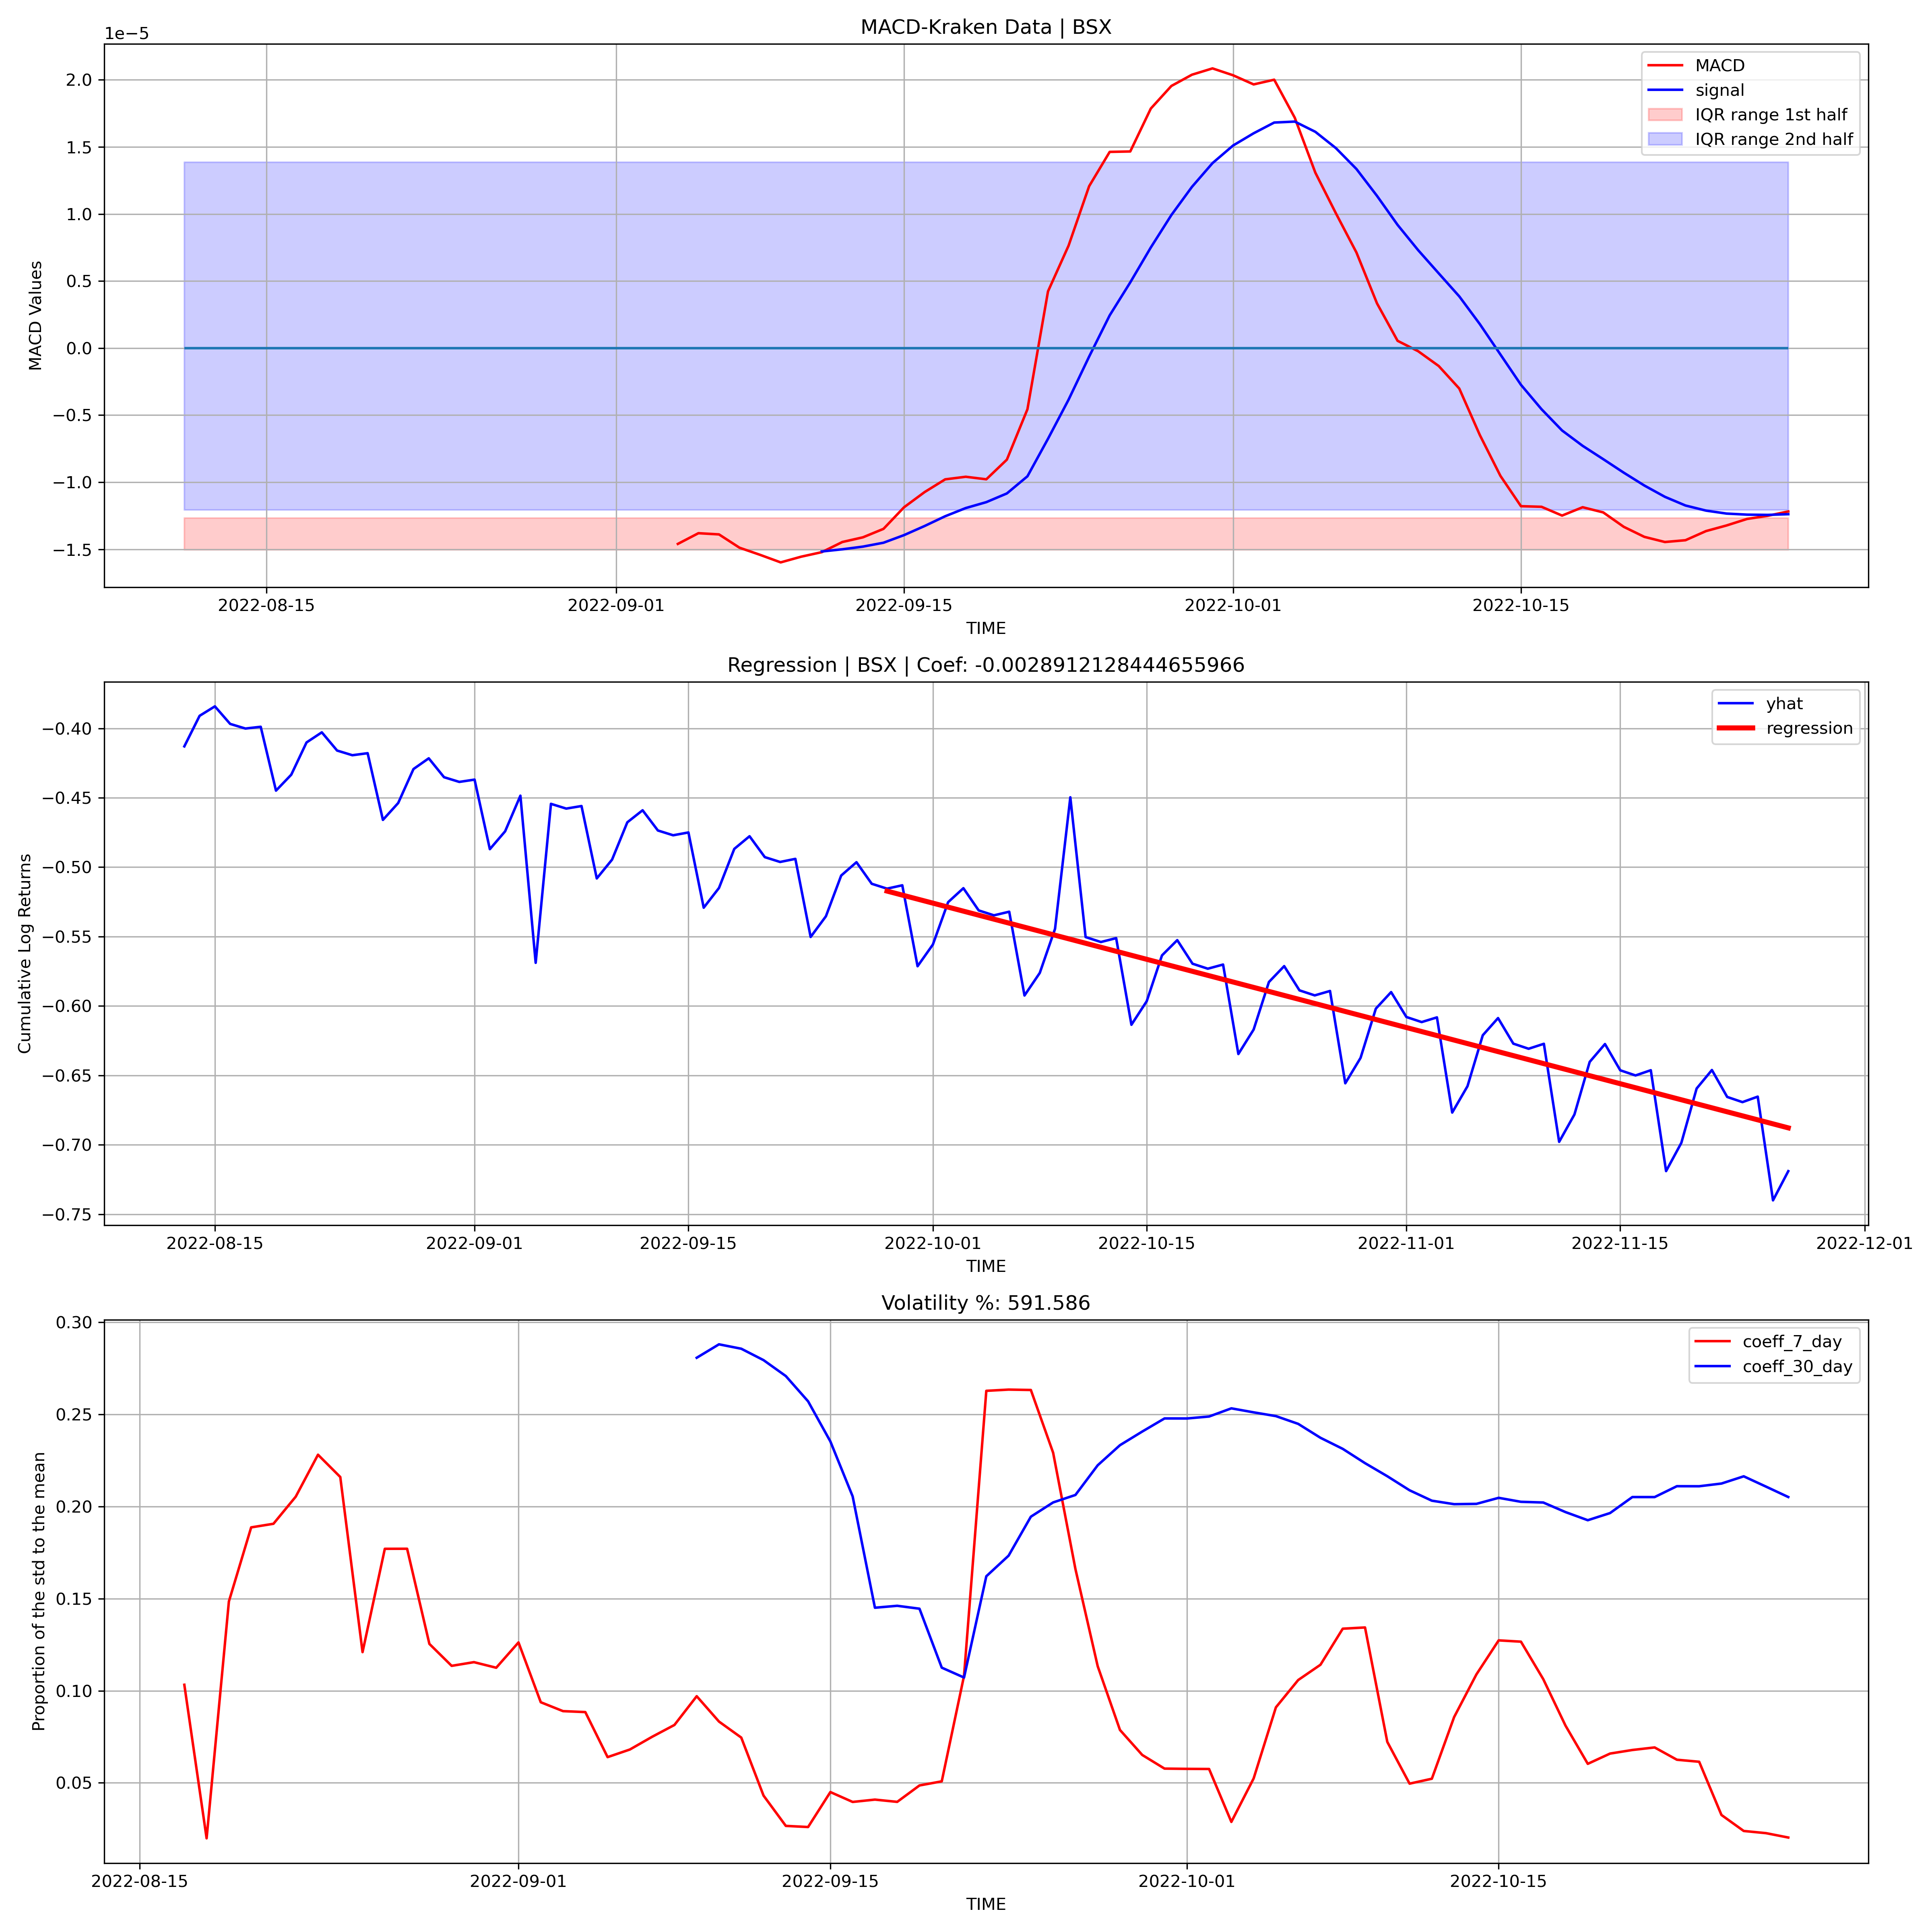 MACD-Kraken Data | BSX
1e−5
MACD
signal
IQR range 1st half
IQR range 2nd half
2.0
1.5
1.0
0.5
0.0
−0.5
−1.0
−1.5
MACD Values
2022-08-15 2022-09-01 2022-09-15 2022-10-01 2022-10-15
TIME
Regression | BSX | Coef: -0.0028912128444655966
yhat
regression
−0.40
−0.45
−0.50
−0.55
−0.60
−0.65
−0.70
−0.75
Cumulative Log Returns
2022-08-15 2022-09-01 2022-09-15 2022-10-01 2022-10-15 2022-11-01 2022-11-15 2022-12-01
TIME
Volatility %: 591.586
coeff_7_day
coeff_30_day
0.30
0.25
0.20
0.15
0.10
0.05
Proportion of the std to the mean
2022-08-15 2022-09-01 2022-09-15 2022-10-01 2022-10-15
TIME